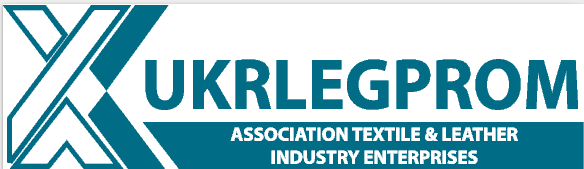 UKRLEGPROM
ASSOCIATION TEXTILE & LEATHER
INDUSTRY ENTERPRISES